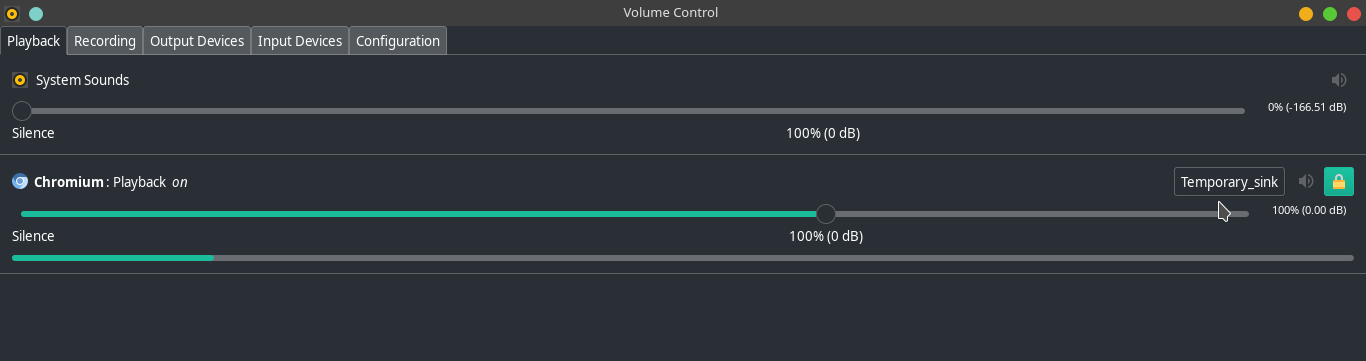 Volume Control
Playback Recording Output Devices Input Devices Configuration
System Sounds
0% (-166.51 dB)
Silence 100% (0 dB)
Chromium: Playback on Temporary_sink
100% (0.00 dB)
Silence 100% (0 dB)